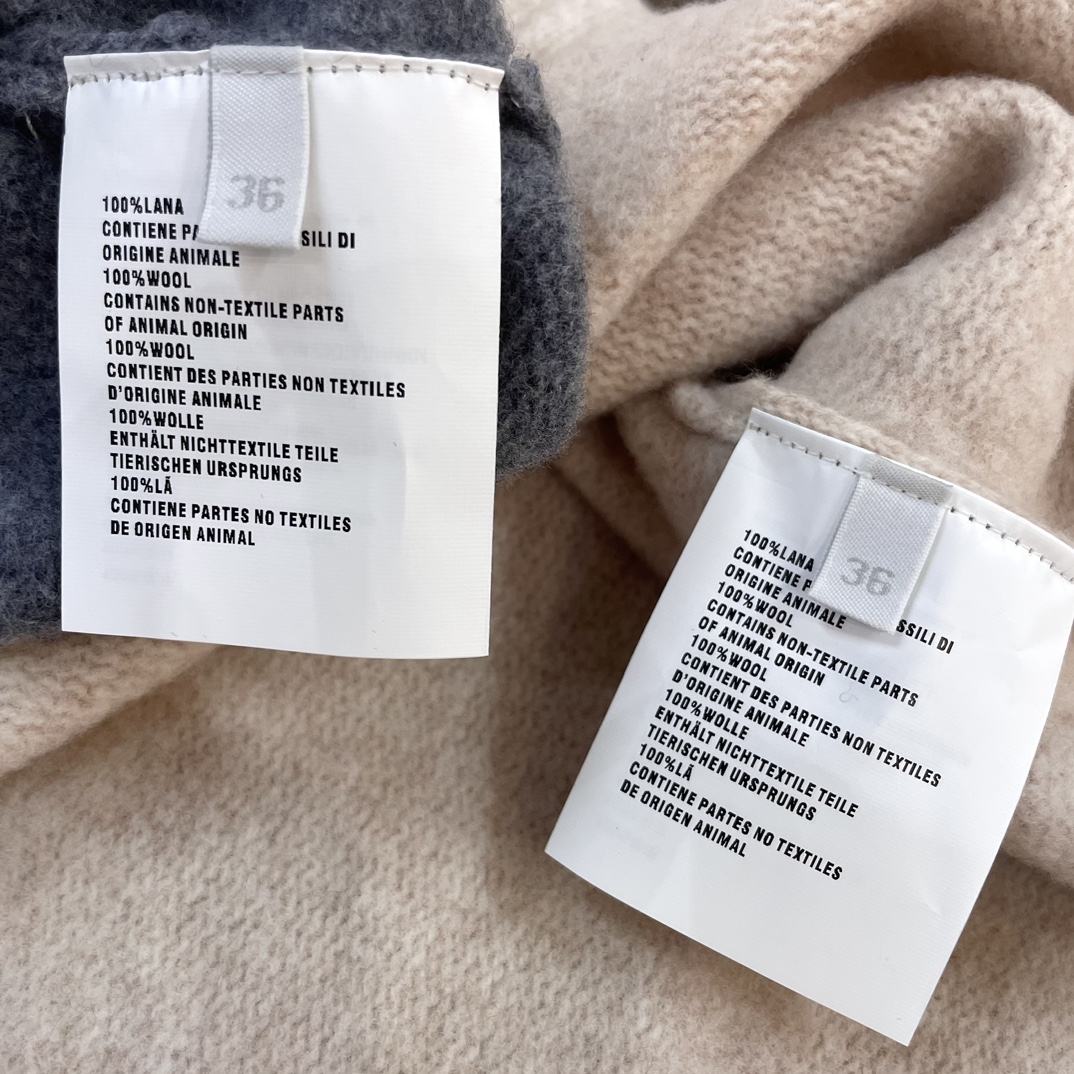 36
100%LANA
CONTIENE SILI DI
ORIGINE ANIMALE
100%WOOL
CONTAINS NON-TEXTILE PARTS
OF ANIMAL ORIGIN
100%WOOL
CONTIENT DES PARTIES NON TEXTILES
D'ORIGINE ANIMALE
100%WOLLE
ENTHÄLT NICHTTEXTILE TEILE
TIERISCHEN URSPRUNGS
100%LÃ
CONTIENE PARTES NO TEXTILES
DE ORIGEN ANIMAL
36
100%LANA
CONTIENE SSILI DI
ORIGINE ANIMALE
100%WOOL
CONTAINS NON-TEXTILE PARTS
OF ANIMAL ORIGIN
100%WOOL
CONTIENT DES PARTIES NON TEXTILES
D'ORIGINE ANIMALE
100%WOLLE
ENTHÄLT NICHTTEXTILE TEILE
TIERISCHEN URSPRUNGS
100%LÃ
CONTIENE PARTES NO TEXTILES
DE ORIGEN ANIMAL